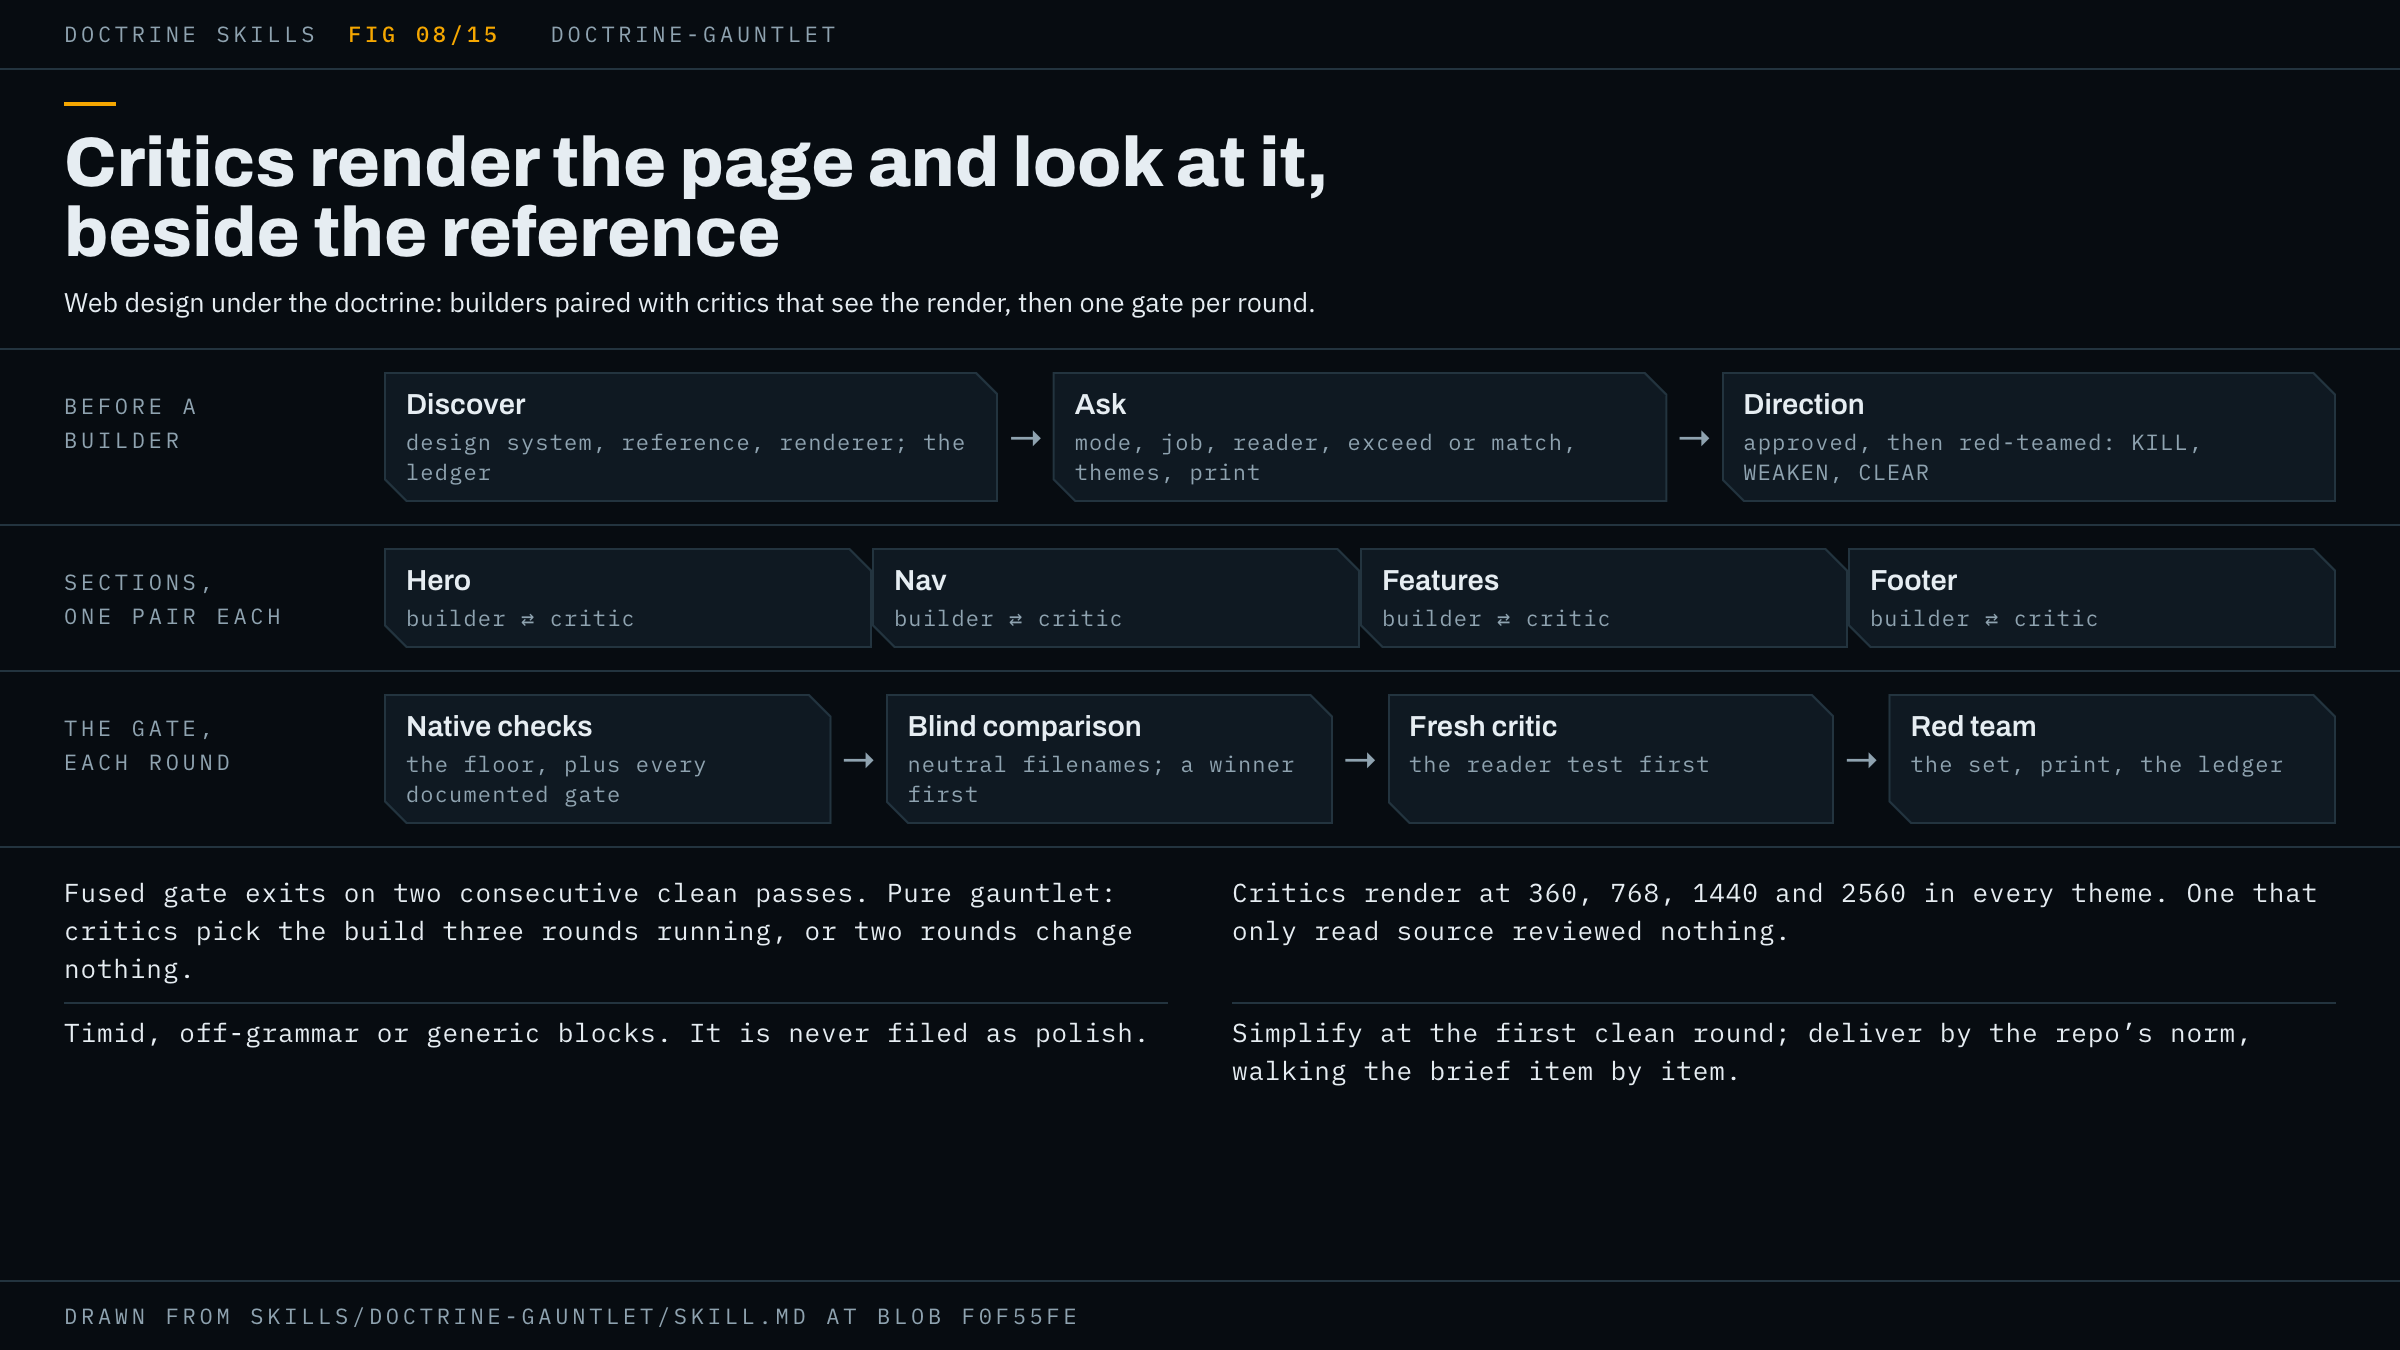 DOCTRINE SKILLS FIG 08/15 DOCTRINE-GAUNTLET
Critics render the page and look at it,
beside the reference
Web design under the doctrine: builders paired with critics that see the render, then one gate per round.
BEFORE A
BUILDER
Discover
design system, reference, renderer; the
ledger
→
Ask
mode, job, reader, exceed or match,
themes, print
→
Direction
approved, then red-teamed: KILL,
WEAKEN, CLEAR
SECTIONS,
ONE PAIR EACH
Hero
builder ⇄ critic
Nav
builder ⇄ critic
Features
builder ⇄ critic
Footer
builder ⇄ critic
THE GATE,
EACH ROUND
Native checks
the floor, plus every
documented gate
→
Blind comparison
neutral filenames; a winner
first
→
Fresh critic
the reader test first
→
Red team
the set, print, the ledger
Fused gate exits on two consecutive clean passes. Pure gauntlet:
critics pick the build three rounds running, or two rounds change
nothing.
Critics render at 360, 768, 1440 and 2560 in every theme. One that
only read source reviewed nothing.
Timid, off-grammar or generic blocks. It is never filed as polish.
Simplify at the first clean round; deliver by the repo’s norm,
walking the brief item by item.
DRAWN FROM SKILLS/DOCTRINE-GAUNTLET/SKILL.MD AT BLOB F0F55FE